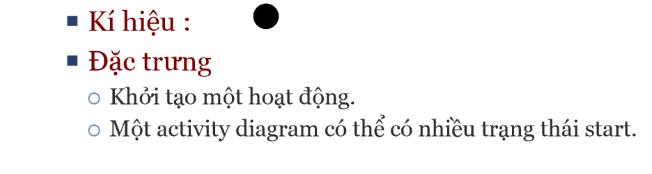 Kí hiệu :
Đặc trưng
Khởi tạo một hoạt động.
Một activity diagram có thể có nhiều trạng thái start.